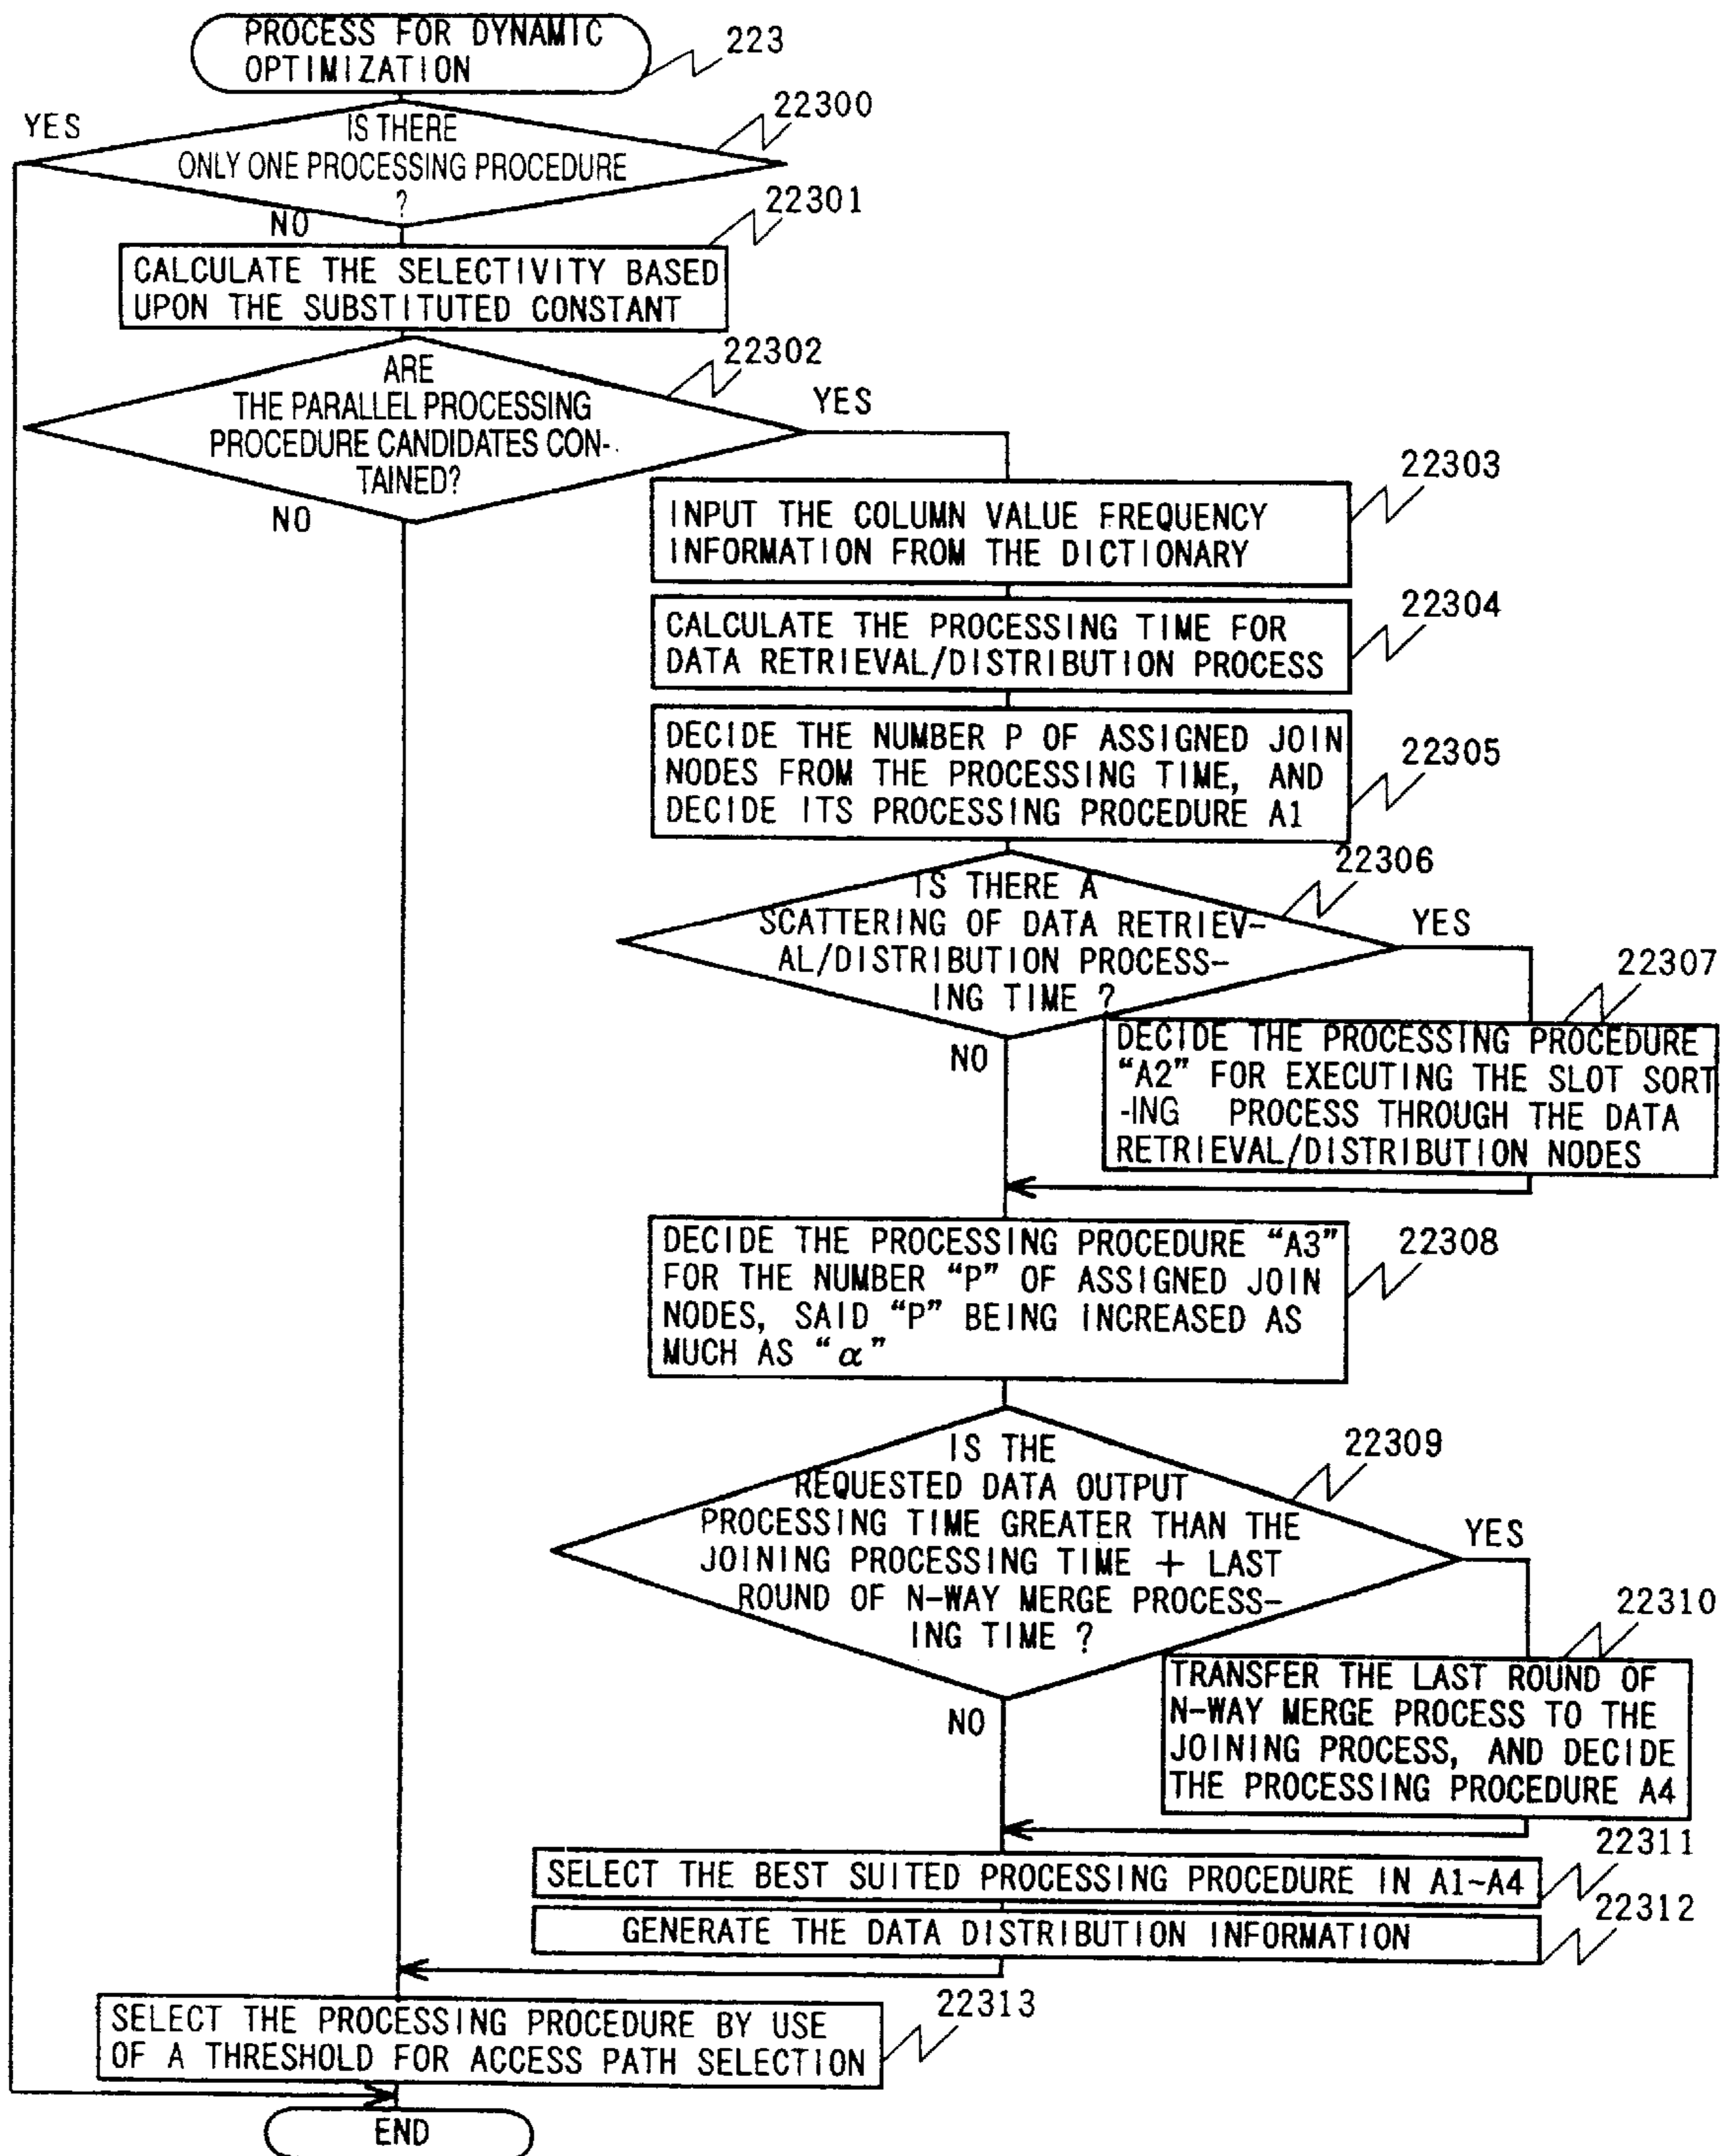 PROCESS FOR DYNAMIC
OPTIMIZATION
223
YES
IS THERE
ONLY ONE PROCESSING PROCEDURE
?
22300
NO
22301
CALCULATE THE SELECTIVITY BASED
UPON THE SUBSTITUTED CONSTANT
22302
ARE
THE PARALLEL PROCESSING
PROCEDURE CANDIDATES CON-
TAINED?
YES
NO
22303
INPUT THE COLUMN VALUE FREQUENCY
INFORMATION FROM THE DICTIONARY
22304
CALCULATE THE PROCESSING TIME FOR
DATA RETRIEVAL/DISTRIBUTION PROCESS
22305
DECIDE THE NUMBER P OF ASSIGNED JOIN
NODES FROM THE PROCESSING TIME, AND
DECIDE ITS PROCESSING PROCEDURE A1
22306
IS THERE A
SCATTERING OF DATA RETRIEV-
AL/DISTRIBUTION PROCESS-
ING TIME ?
YES
NO
22307
DECIDE THE PROCESSING PROCEDURE
“A2” FOR EXECUTING THE SLOT SORT
-ING PROCESS THROUGH THE DATA
RETRIEVAL/DISTRIBUTION NODES
22308
DECIDE THE PROCESSING PROCEDURE “A3”
FOR THE NUMBER “P” OF ASSIGNED JOIN
NODES, SAID “P” BEING INCREASED AS
MUCH AS “α”
22309
IS THE
REQUESTED DATA OUTPUT
PROCESSING TIME GREATER THAN THE
JOINING PROCESSING TIME + LAST
ROUND OF N-WAY MERGE PROCESS-
ING TIME ?
YES
NO
22310
TRANSFER THE LAST ROUND OF
N-WAY MERGE PROCESS TO THE
JOINING PROCESS, AND DECIDE
THE PROCESSING PROCEDURE A4
22311
SELECT THE BEST SUITED PROCESSING PROCEDURE IN A1~A4
22312
GENERATE THE DATA DISTRIBUTION INFORMATION
22313
SELECT THE PROCESSING PROCEDURE BY USE
OF A THRESHOLD FOR ACCESS PATH SELECTION
END